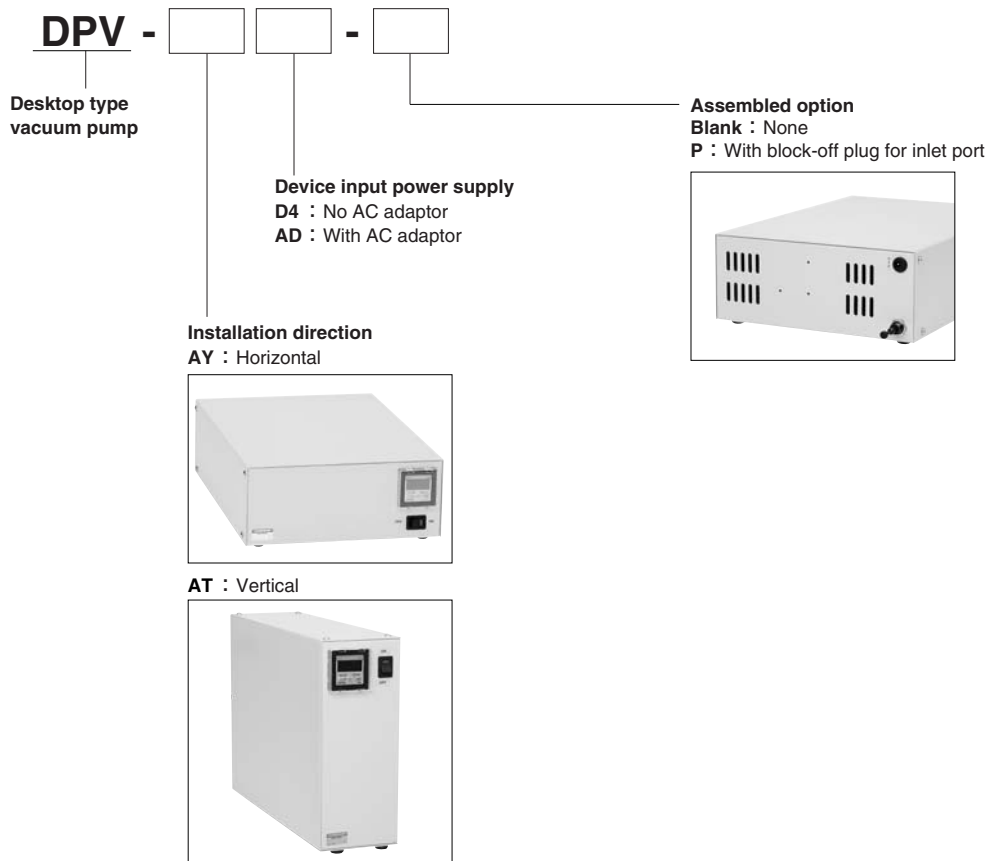 DPV -  -
Desktop type
vacuum pump
Assembled option
Blank : None
P : With block-off plug for inlet port
Device input power supply
D4 : No AC adaptor
AD : With AC adaptor
Installation direction
AY : Horizontal
AT : Vertical